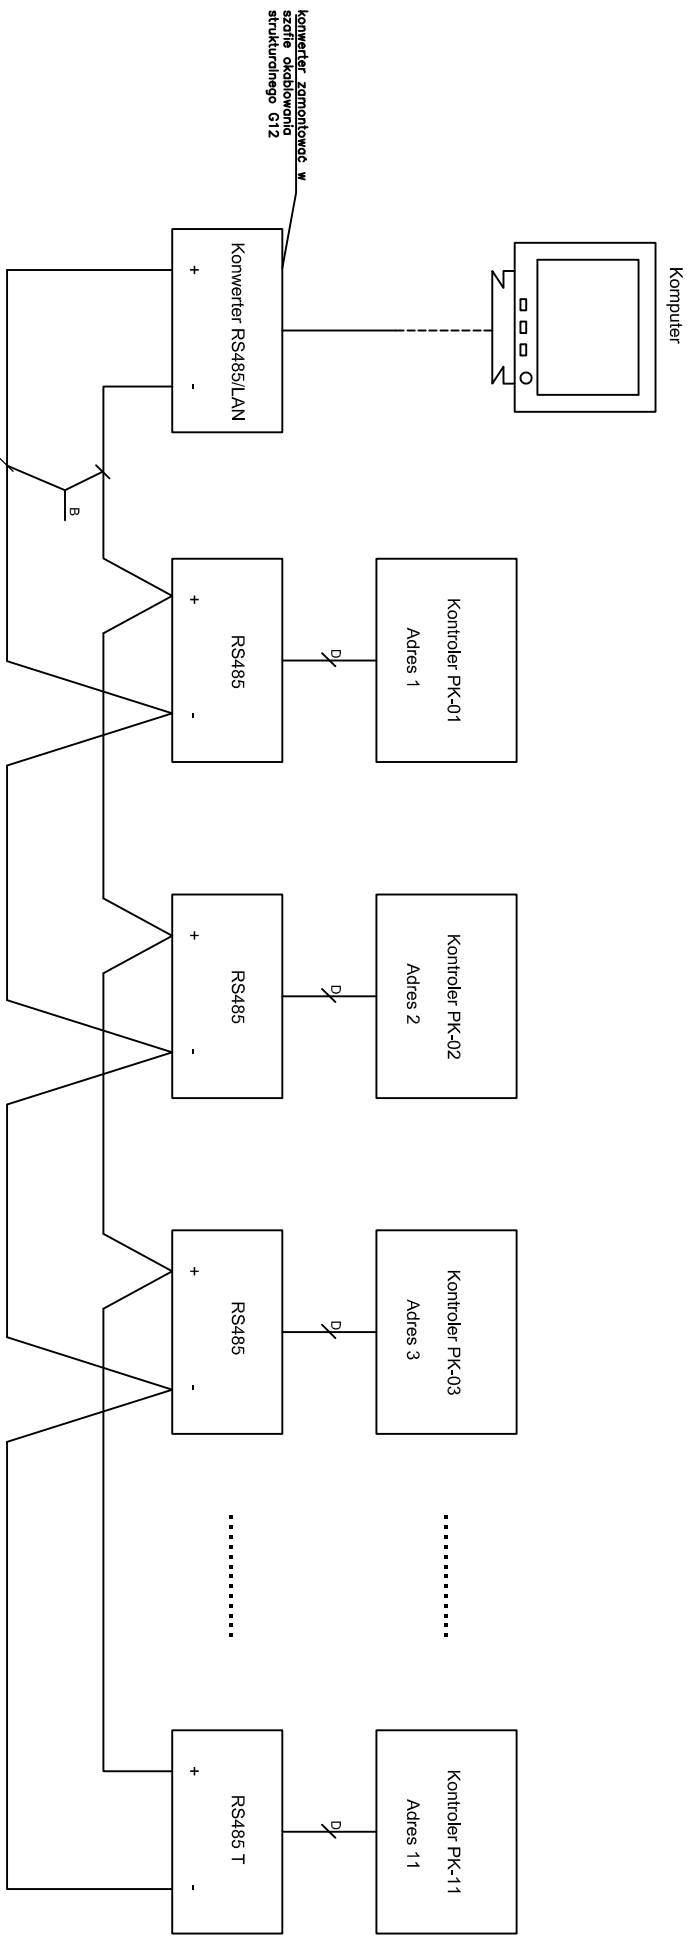 Komputer
konwerter zamontować w
szafie okablowania
strukturalnego G12
Konwerter RS485/LAN
+
-
B
Kontroler PK-01
Adres 1
D
RS485
+
-
Kontroler PK-02
Adres 2
D
RS485
+
-
Kontroler PK-03
Adres 3
D
RS485
+
-
Kontroler PK-11
Adres 11
D
RS485 T
+
-